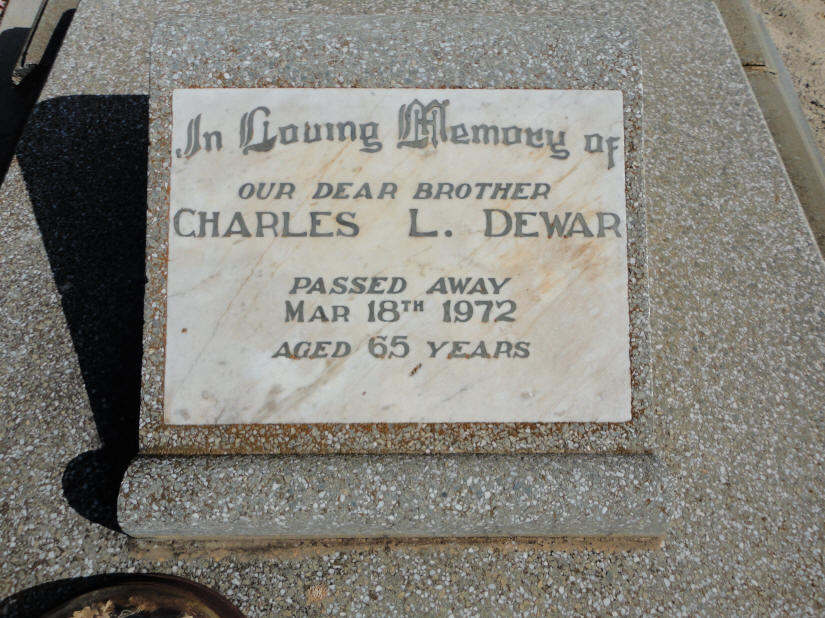 In Loving Memory of
OUR DEAR BROTHER
CHARLES L. DEWAR
PASSED AWAY
MAR 18TH 1972
AGED 65 YEARS